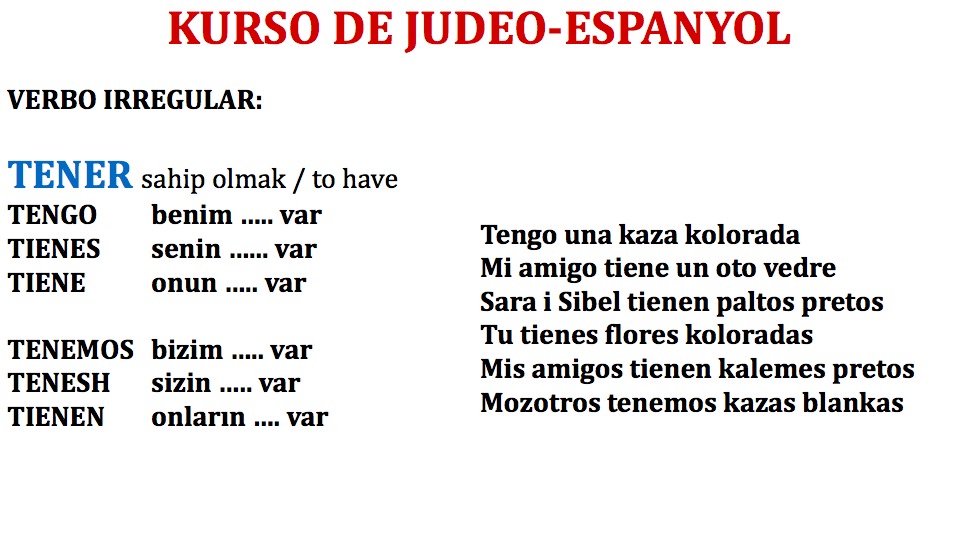 KURSO DE JUDEO-ESPANYOL
VERBO IRREGULAR:
TENER sahip olmak / to have
TENGO benim ..... var
TIENES senin ...... var
TIENE onun ..... var
TENEMOS bizim ..... var
TENESH sizin ..... var
TIENEN onların .... var
Tengo una kaza kolorada
Mi amigo tiene un oto vedre
Sara i Sibel tienen paltos pretos
Tu tienes flores koloradas
Mis amigos tienen kalemes pretos
Mozotros tenemos kazas blankas